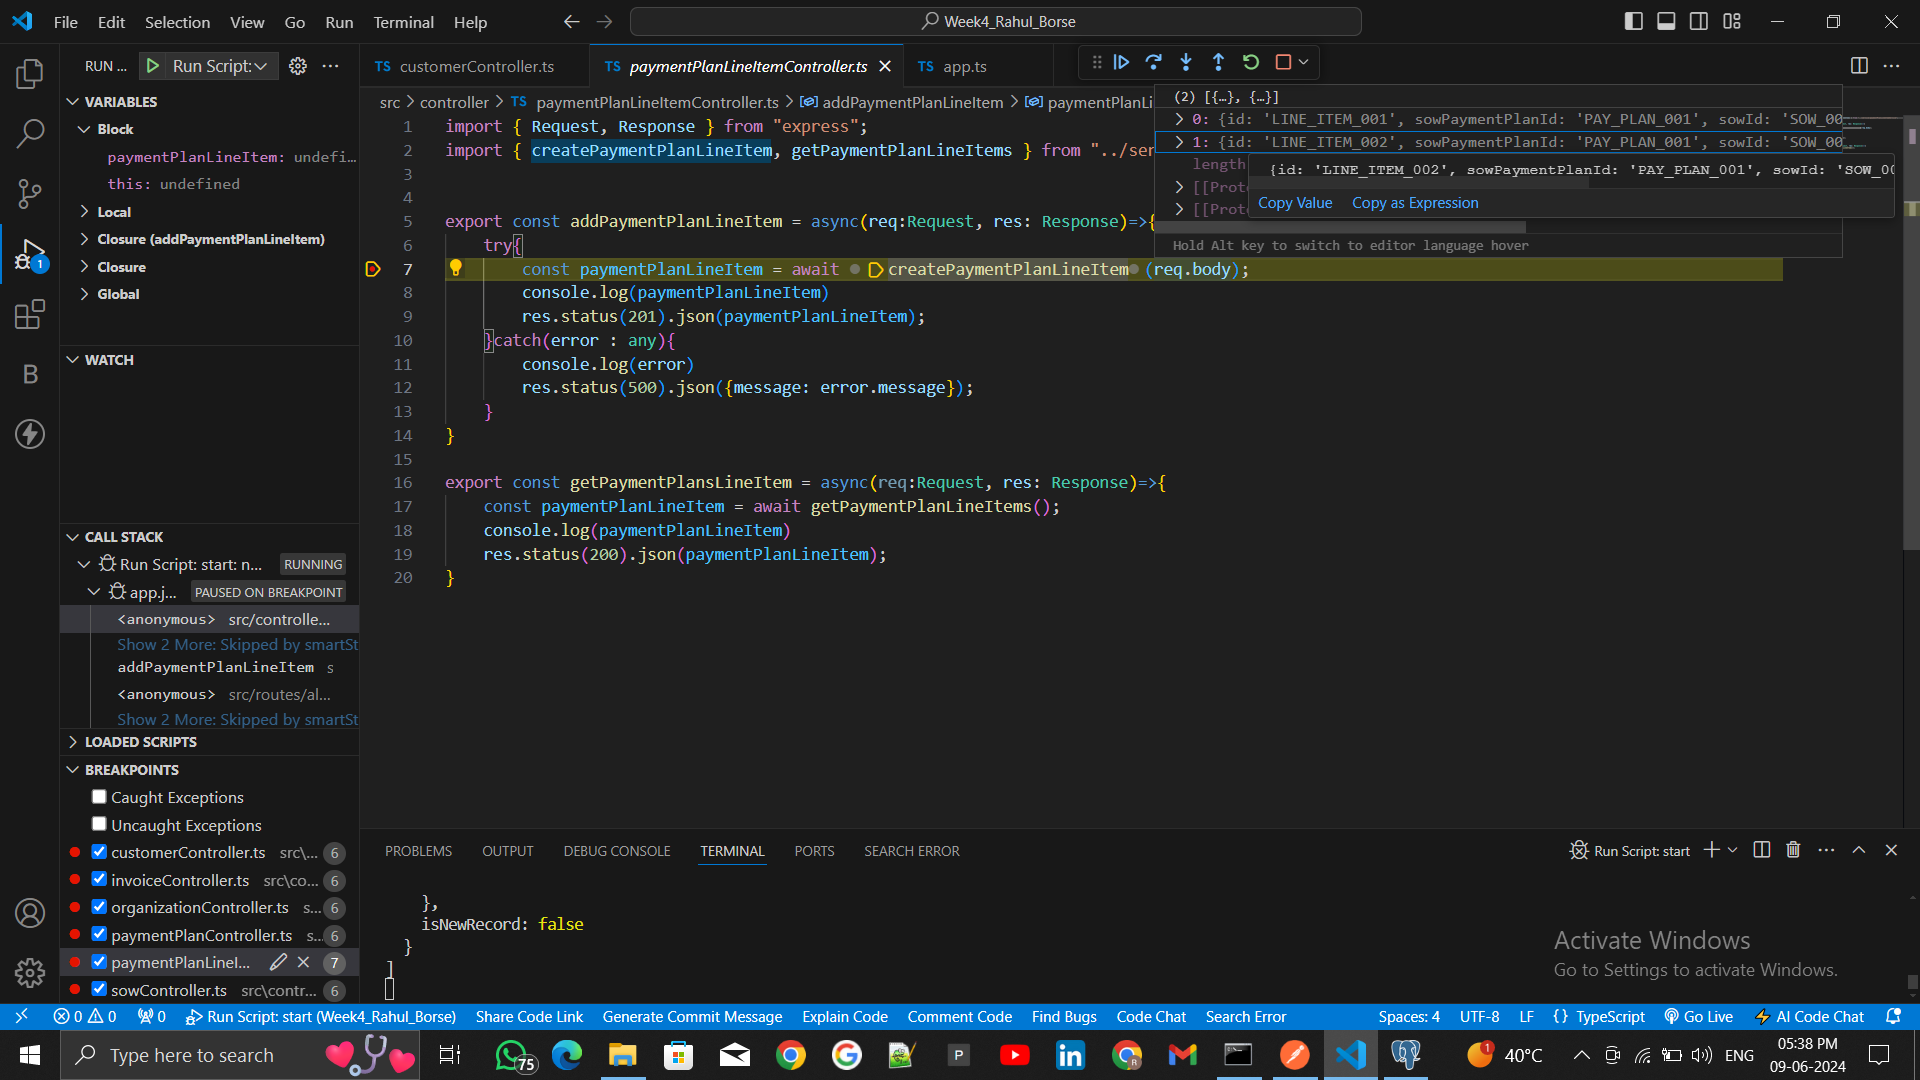 File Edit Selection View Go Run Terminal Help
Week4_Rahul_Borse
RUN ... Run Script:
TS customerController.ts
TS paymentPlanLineItemController.ts
TS app.ts
src > controller > TS paymentPlanLineItemController.ts > addPaymentPlanLineItem > paymentPlanLi
VARIABLES
Block
paymentPlanLineItem: undefi...
this: undefined
Local
Closure (addPaymentPlanLineItem)
Closure
Global
WATCH
CALL STACK
Run Script: start: n... RUNNING
app.j... PAUSED ON BREAKPOINT
<anonymous> src/controlle...
Show 2 More: Skipped by smartSt
addPaymentPlanLineItem s
<anonymous> src/routes/al...
Show 2 More: Skipped by smartSt
LOADED SCRIPTS
BREAKPOINTS
Caught Exceptions
Uncaught Exceptions
customerController.ts src\... 6
invoiceController.ts src\co... 6
organizationController.ts s... 6
paymentPlanController.ts s... 6
paymentPlanLineI... 7
sowController.ts src\contr... 6
1 import { Request, Response } from "express";
2 import { createPaymentPlanLineItem, getPaymentPlanLineItems } from "../ser
3
4
5 export const addPaymentPlanLineItem = async(req:Request, res: Response)=>{
6 try{
7 const paymentPlanLineItem = await createPaymentPlanLineItem (req.body);
8 console.log(paymentPlanLineItem)
9 res.status(201).json(paymentPlanLineItem);
10 }catch(error : any){
11 console.log(error)
12 res.status(500).json({message: error.message});
13 }
14 }
15
16 export const getPaymentPlansLineItem = async(req:Request, res: Response)=>{
17 const paymentPlanLineItem = await getPaymentPlanLineItems();
18 console.log(paymentPlanLineItem)
19 res.status(200).json(paymentPlanLineItem);
20 }
(2) [{…}, {…}]
0: {id: 'LINE_ITEM_001', sowPaymentPlanId: 'PAY_PLAN_001', sowId: 'SOW_00
1: {id: 'LINE_ITEM_002', sowPaymentPlanId: 'PAY_PLAN_001', sowId: 'SOW_00
length
{id: 'LINE_ITEM_002', sowPaymentPlanId: 'PAY_PLAN_001', sowId: 'SOW_00
[[Prot
Copy Value Copy as Expression
[[Prot
Hold Alt key to switch to editor language hover
PROBLEMS OUTPUT DEBUG CONSOLE TERMINAL PORTS SEARCH ERROR
Run Script: start
},
isNewRecord: false
}
]
Activate Windows
Go to Settings to activate Windows.
0 0 0 Run Script: start (Week4_Rahul_Borse) Share Code Link Generate Commit Message Explain Code Comment Code Find Bugs Code Chat Search Error Spaces: 4 UTF-8 LF {} TypeScript Go Live AI Code Chat
Type here to search
75
40°C
ENG
05:38 PM
09-06-2024